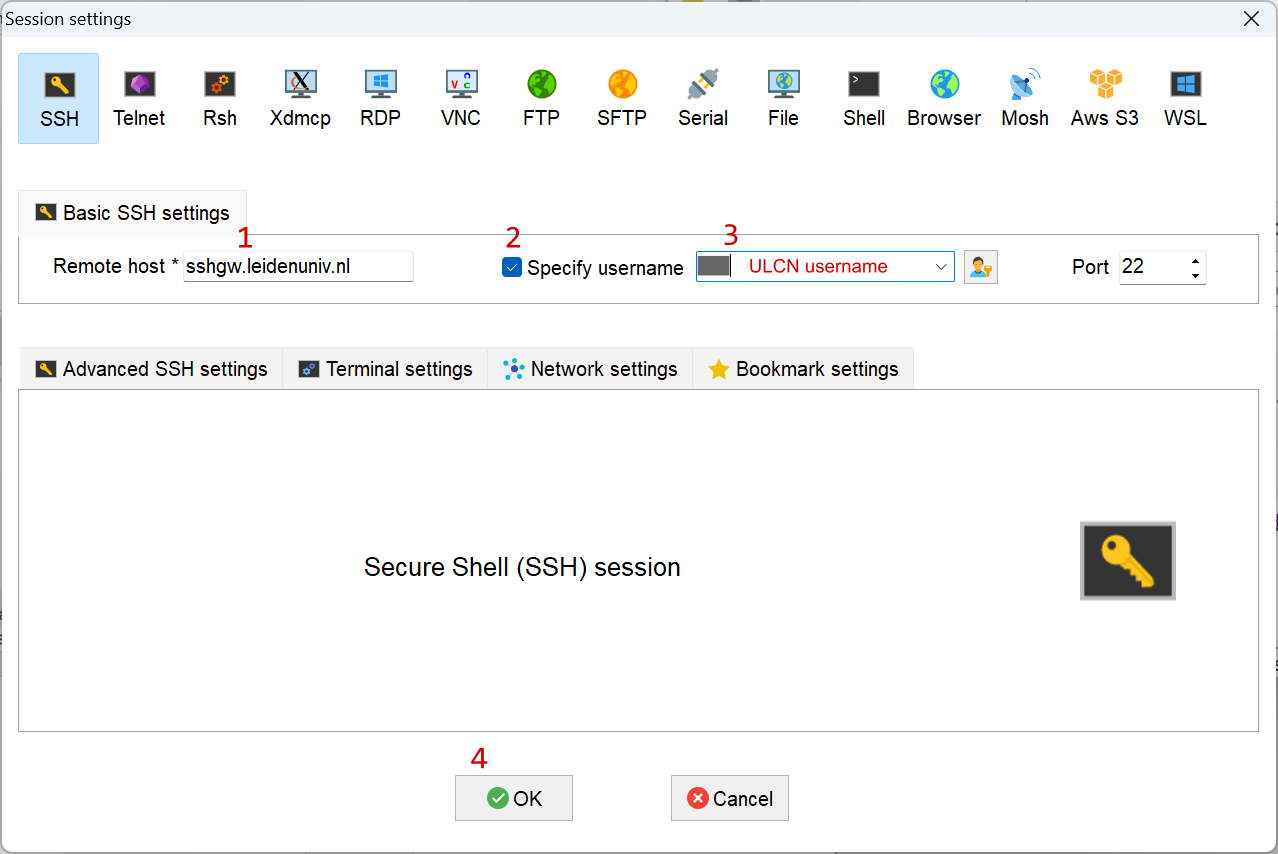 Session settings
SSH
Telnet
Rsh
Xdmcp
RDP
VNC
FTP
SFTP
Serial
File
Shell
Browser
Mosh
Aws S3
WSL
Basic SSH settings
1
2
3
Remote host * sshgw.leidenuniv.nl
Specify username
ULCN username
Port 22
Advanced SSH settings
Terminal settings
Network settings
Bookmark settings
Secure Shell (SSH) session
4
OK
Cancel